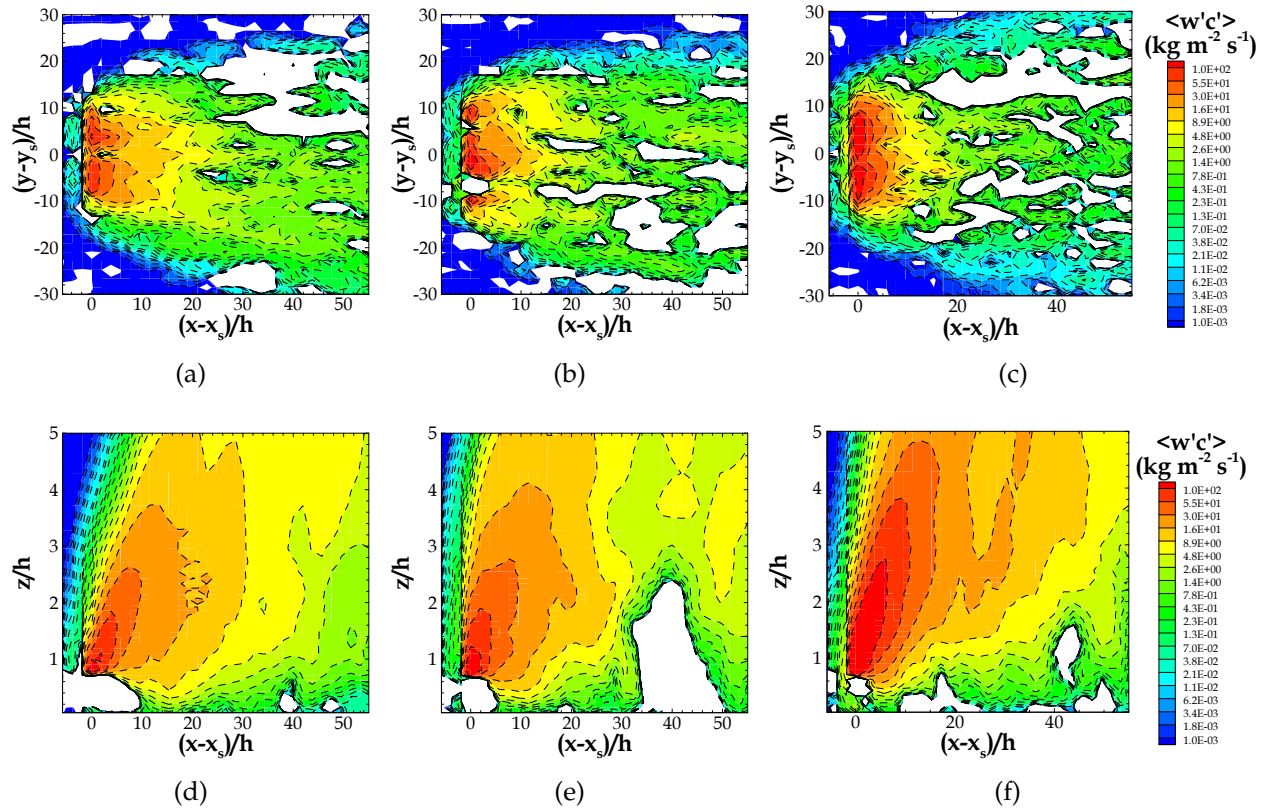 30
20
10
0
-10
-20
-30
(y-yₛ)/h
0 10 20 30 40 50
(x-xₛ)/h
(a)
30
20
10
0
-10
-20
-30
(y-yₛ)/h
0 10 20 30 40 50
(x-xₛ)/h
(b)
30
20
10
0
-10
-20
-30
(y-yₛ)/h
0 20 40
(x-xₛ)/h
(c)
<w'c'>
(kg m⁻² s⁻¹)
1.0E+02
5.5E+01
3.0E+01
1.6E+01
8.9E+00
4.8E+00
2.6E+00
1.4E+00
7.8E-01
4.3E-01
2.3E-01
1.3E-01
7.0E-02
3.8E-02
2.1E-02
1.1E-02
6.2E-03
3.4E-03
1.8E-03
1.0E-03
5
4
3
2
1
z/h
0 10 20 30 40 50
(x-xₛ)/h
(d)
5
4
3
2
1
z/h
0 10 20 30 40 50
(x-xₛ)/h
(e)
5
4
3
2
1
z/h
0 20 40
(x-xₛ)/h
(f)
<w'c'>
(kg m⁻² s⁻¹)
1.0E+02
5.5E+01
3.0E+01
1.6E+01
8.9E+00
4.8E+00
2.6E+00
1.4E+00
7.8E-01
4.3E-01
2.3E-01
1.3E-01
7.0E-02
3.8E-02
2.1E-02
1.1E-02
6.2E-03
3.4E-03
1.8E-03
1.0E-03